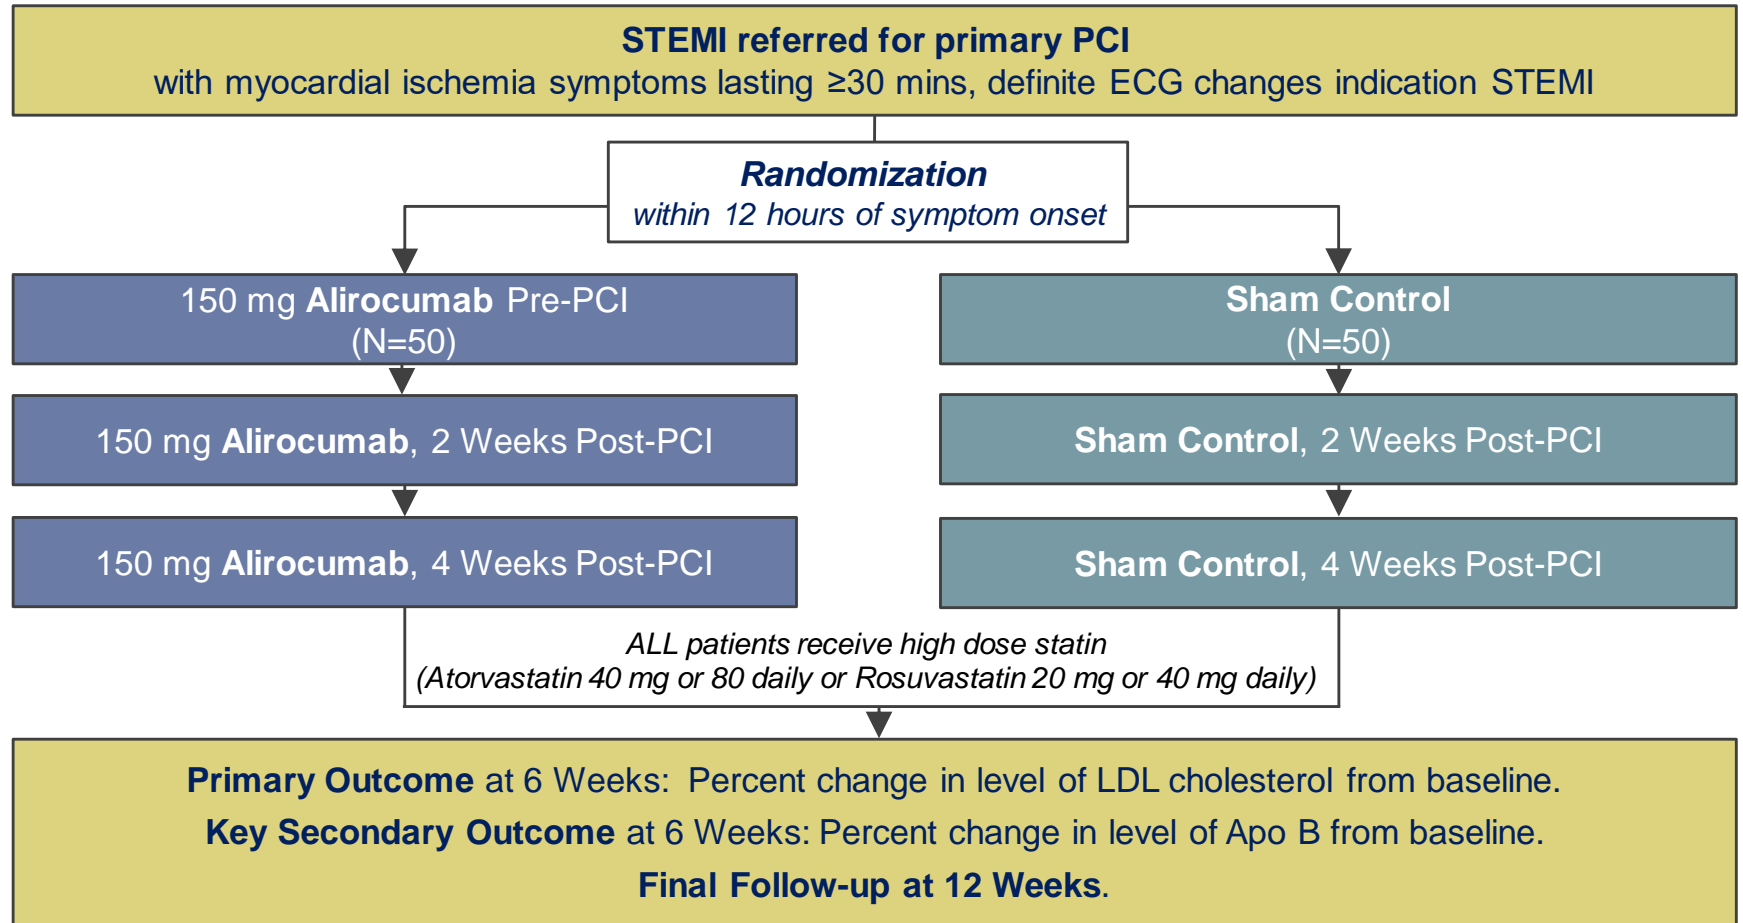 STEMI referred for primary PCI
with myocardial ischemia symptoms lasting ≥30 mins, definite ECG changes indication STEMI
Randomization
within 12 hours of symptom onset
150 mg Alirocumab Pre-PCI
(N=50)
Sham Control
(N=50)
150 mg Alirocumab, 2 Weeks Post-PCI
Sham Control, 2 Weeks Post-PCI
150 mg Alirocumab, 4 Weeks Post-PCI
Sham Control, 4 Weeks Post-PCI
ALL patients receive high dose statin
(Atorvastatin 40 mg or 80 daily or Rosuvastatin 20 mg or 40 mg daily)
Primary Outcome at 6 Weeks: Percent change in level of LDL cholesterol from baseline.
Key Secondary Outcome at 6 Weeks: Percent change in level of Apo B from baseline.
Final Follow-up at 12 Weeks.